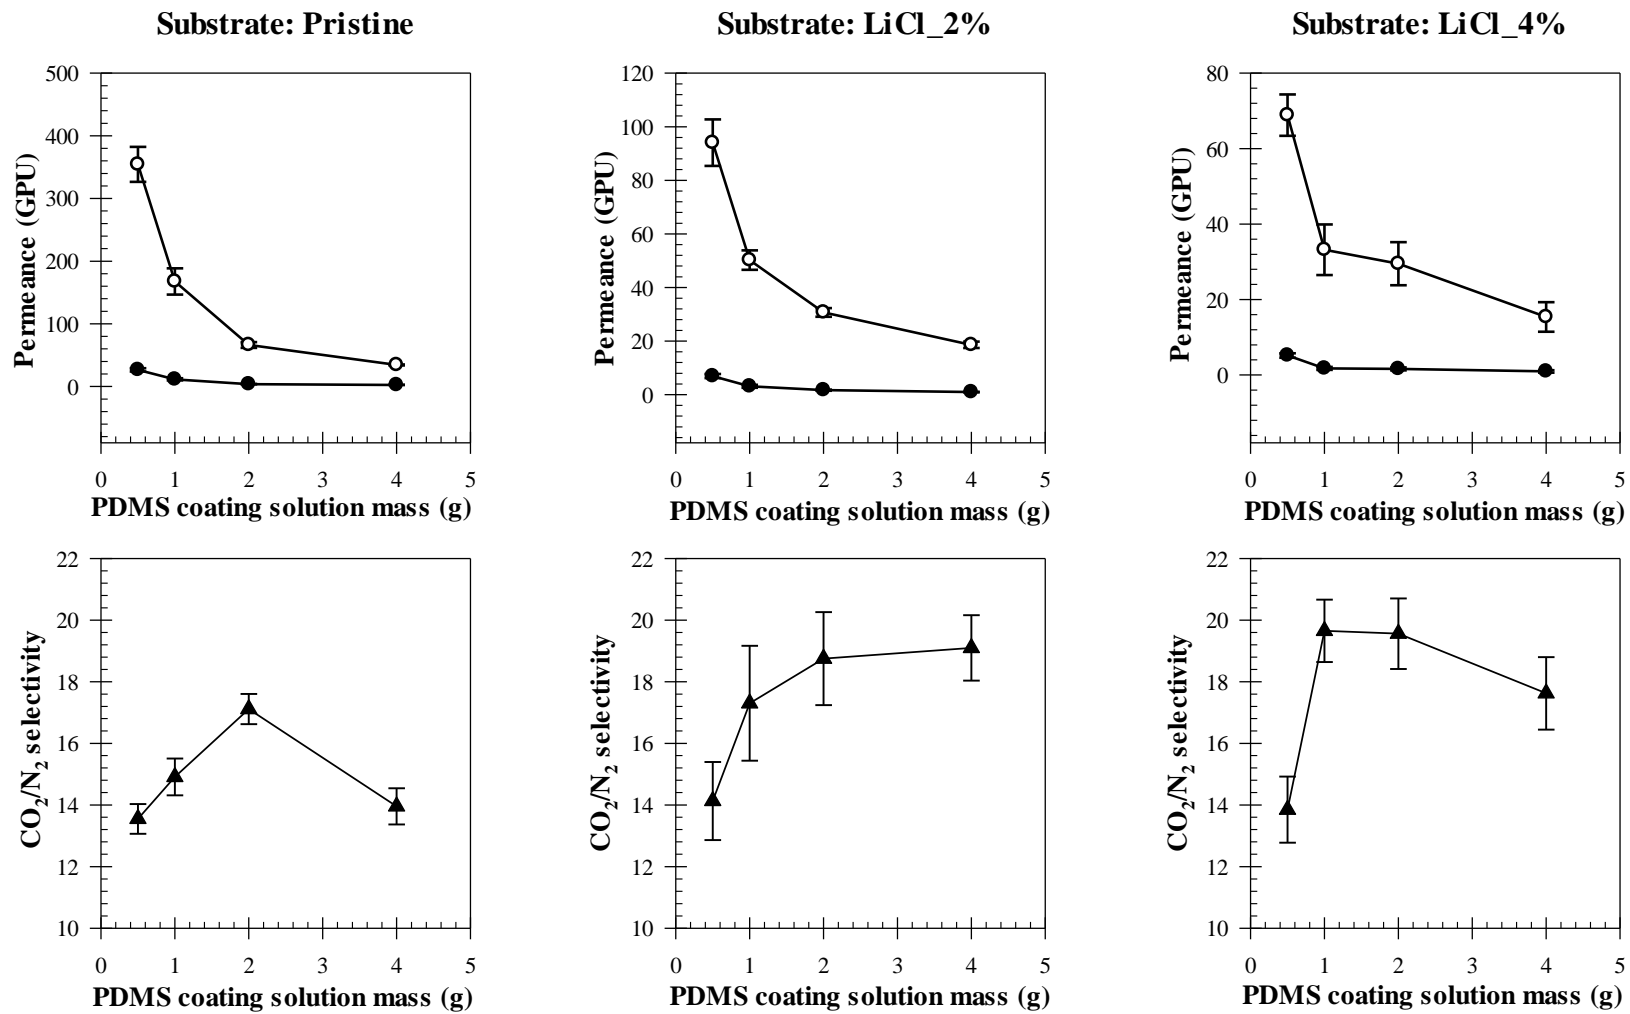 Substrate: Pristine
Substrate: LiCl_2%
Substrate: LiCl_4%
500
400
300
200
100
0
Permeance (GPU)
0 1 2 3 4 5
PDMS coating solution mass (g)
120
100
80
60
40
20
0
Permeance (GPU)
0 1 2 3 4 5
PDMS coating solution mass (g)
80
60
40
20
0
Permeance (GPU)
0 1 2 3 4 5
PDMS coating solution mass (g)
22
20
18
16
14
12
10
CO₂/N₂ selectivity
0 1 2 3 4 5
PDMS coating solution mass (g)
22
20
18
16
14
12
10
CO₂/N₂ selectivity
0 1 2 3 4 5
PDMS coating solution mass (g)
22
20
18
16
14
12
10
CO₂/N₂ selectivity
0 1 2 3 4 5
PDMS coating solution mass (g)